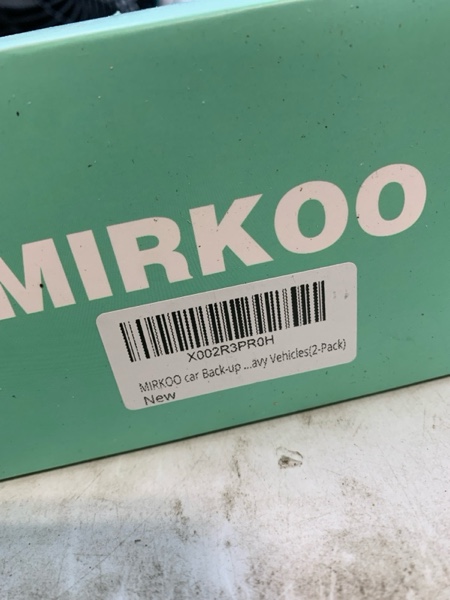 MIRKOO
X002R3PR0H
MIRKOO car Back-up ...avy Vehicles(2-Pack)
New